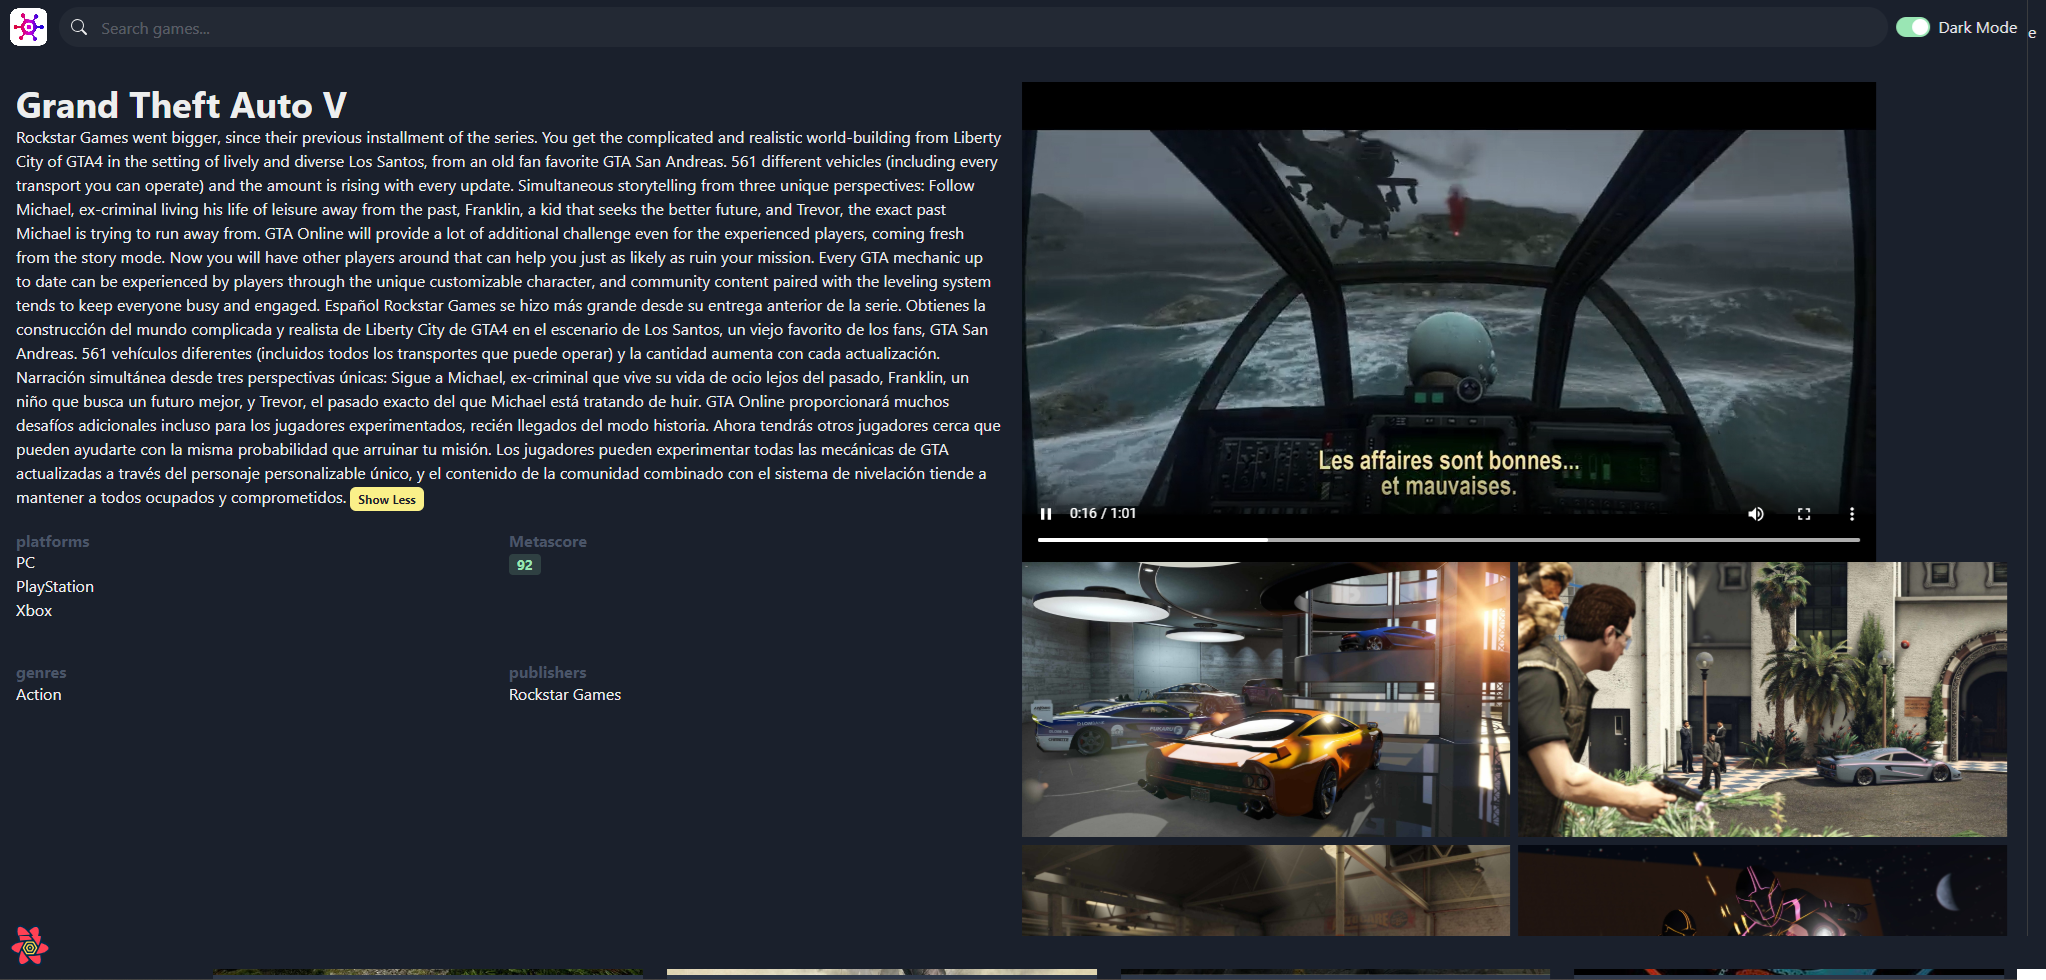 Search games...
Dark Mode
e
Grand Theft Auto V
Rockstar Games went bigger, since their previous installment of the series. You get the complicated and realistic world-building from Liberty
City of GTA4 in the setting of lively and diverse Los Santos, from an old fan favorite GTA San Andreas. 561 different vehicles (including every
transport you can operate) and the amount is rising with every update. Simultaneous storytelling from three unique perspectives: Follow
Michael, ex-criminal living his life of leisure away from the past, Franklin, a kid that seeks the better future, and Trevor, the exact past
Michael is trying to run away from. GTA Online will provide a lot of additional challenge even for the experienced players, coming fresh
from the story mode. Now you will have other players around that can help you just as likely as ruin your mission. Every GTA mechanic up
to date can be experienced by players through the unique customizable character, and community content paired with the leveling system
tends to keep everyone busy and engaged. Español Rockstar Games se hizo más grande desde su entrega anterior de la serie. Obtienes la
construcción del mundo complicada y realista de Liberty City de GTA4 en el escenario de Los Santos, un viejo favorito de los fans, GTA San
Andreas. 561 vehículos diferentes (incluidos todos los transportes que puede operar) y la cantidad aumenta con cada actualización.
Narración simultánea desde tres perspectivas únicas: Sigue a Michael, ex-criminal que vive su vida de ocio lejos del pasado, Franklin, un
niño que busca un futuro mejor, y Trevor, el pasado exacto del que Michael está tratando de huir. GTA Online proporcionará muchos
desafíos adicionales incluso para los jugadores experimentados, recién llegados del modo historia. Ahora tendrás otros jugadores cerca que
pueden ayudarte con la misma probabilidad que arruinar tu misión. Los jugadores pueden experimentar todas las mecánicas de GTA
actualizadas a través del personaje personalizable único, y el contenido de la comunidad combinado con el sistema de nivelación tiende a
mantener a todos ocupados y comprometidos. Show Less
platforms
PC
PlayStation
Xbox
Metascore
92
genres
Action
publishers
Rockstar Games
Les affaires sont bonnes...
et mauvaises.
0:16 / 1:01